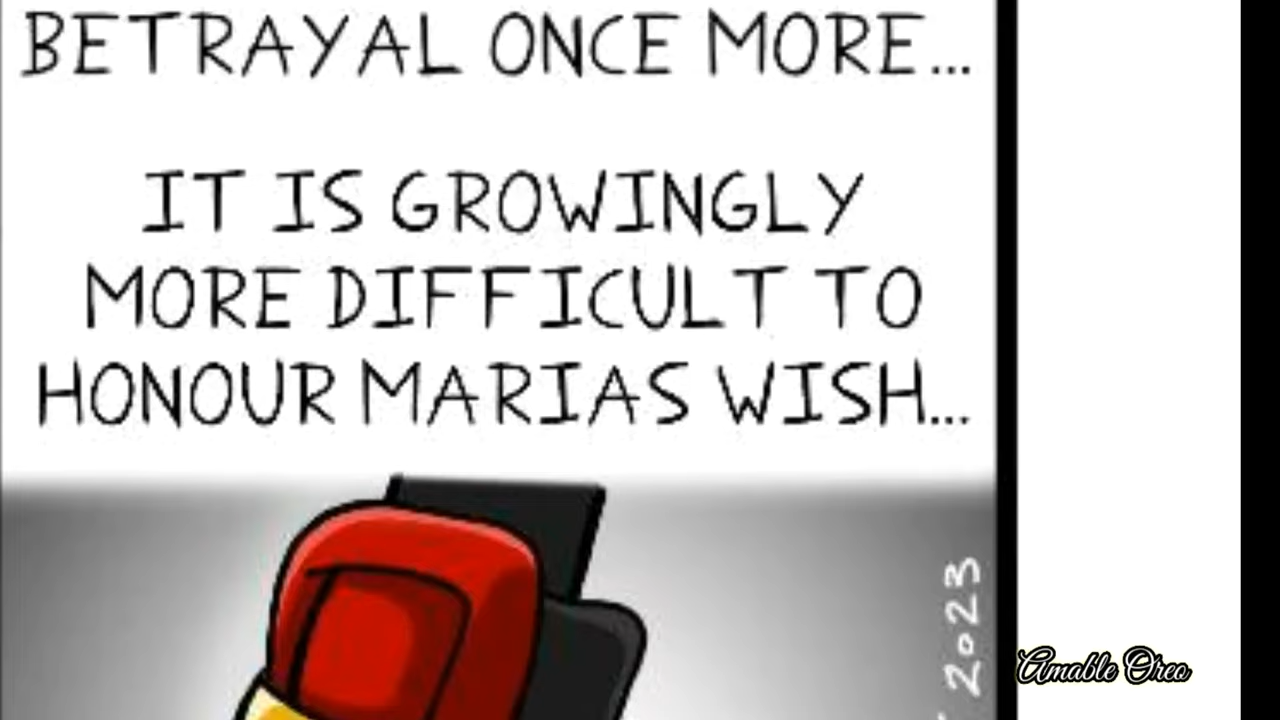 BETRAYAL ONCE MORE...
IT IS GROWINGLY
MORE DIFFICULT TO
HONOUR MARIAS WISH...
2023
Amable Oreo